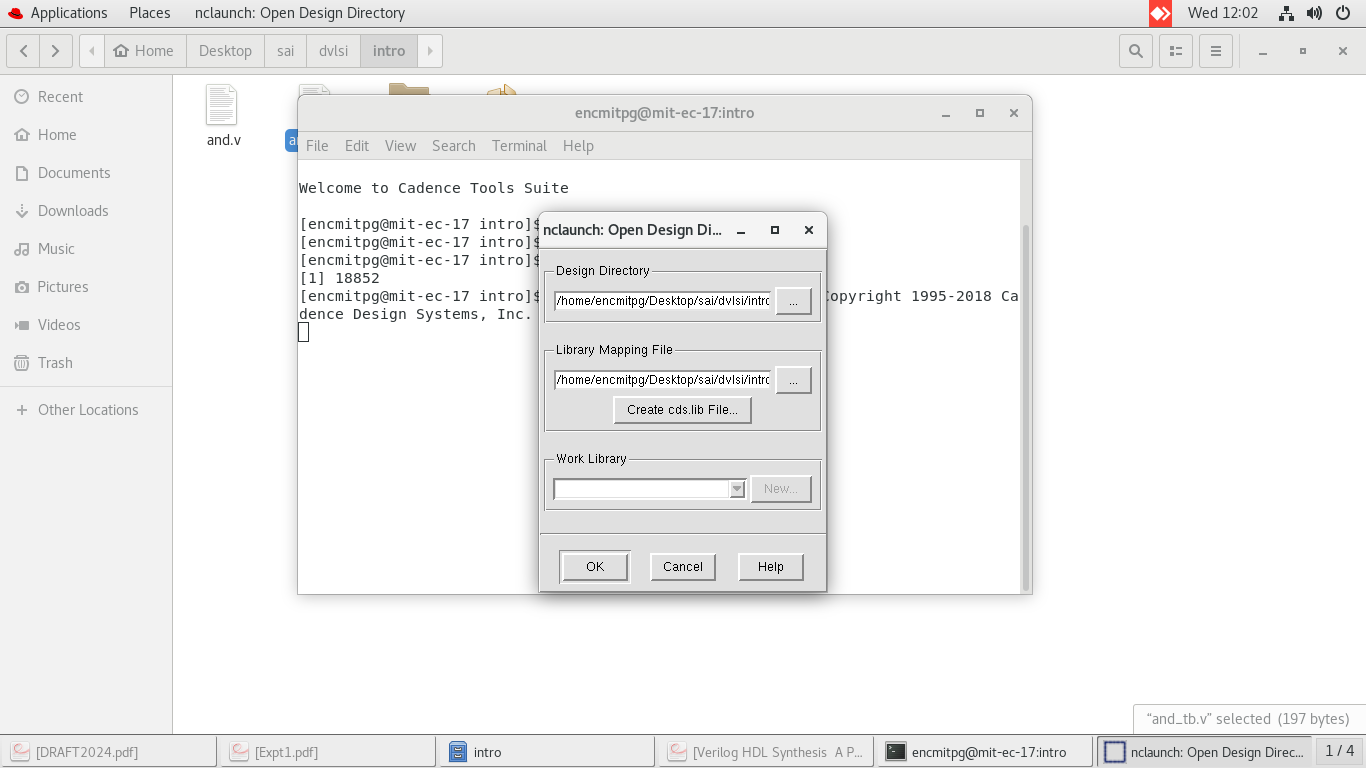 Applications Places nclaunch: Open Design Directory Wed 12:02
Home Desktop sai dvlsi intro
Recent
Home
Documents
Downloads
Music
Pictures
Videos
Trash
Other Locations
and.v
encmitpg@mit-ec-17:intro
File Edit View Search Terminal Help
Welcome to Cadence Tools Suite
[encmitpg@mit-ec-17 intro]$
[encmitpg@mit-ec-17 intro]$
[encmitpg@mit-ec-17 intro]$
[1] 18852
[encmitpg@mit-ec-17 intro]$ Copyright 1995-2018 Ca
dence Design Systems, Inc.
nclaunch: Open Design Di...
Design Directory
/home/encmitpg/Desktop/sai/dvlsi/intro ...
Library Mapping File
/home/encmitpg/Desktop/sai/dvlsi/intro ...
Create cds.lib File...
Work Library
New...
OK Cancel Help
“and_tb.v” selected (197 bytes)
[DRAFT2024.pdf] [Expt1.pdf] intro [Verilog HDL Synthesis A P... encmitpg@mit-ec-17:intro nclaunch: Open Design Direc... 1 / 4